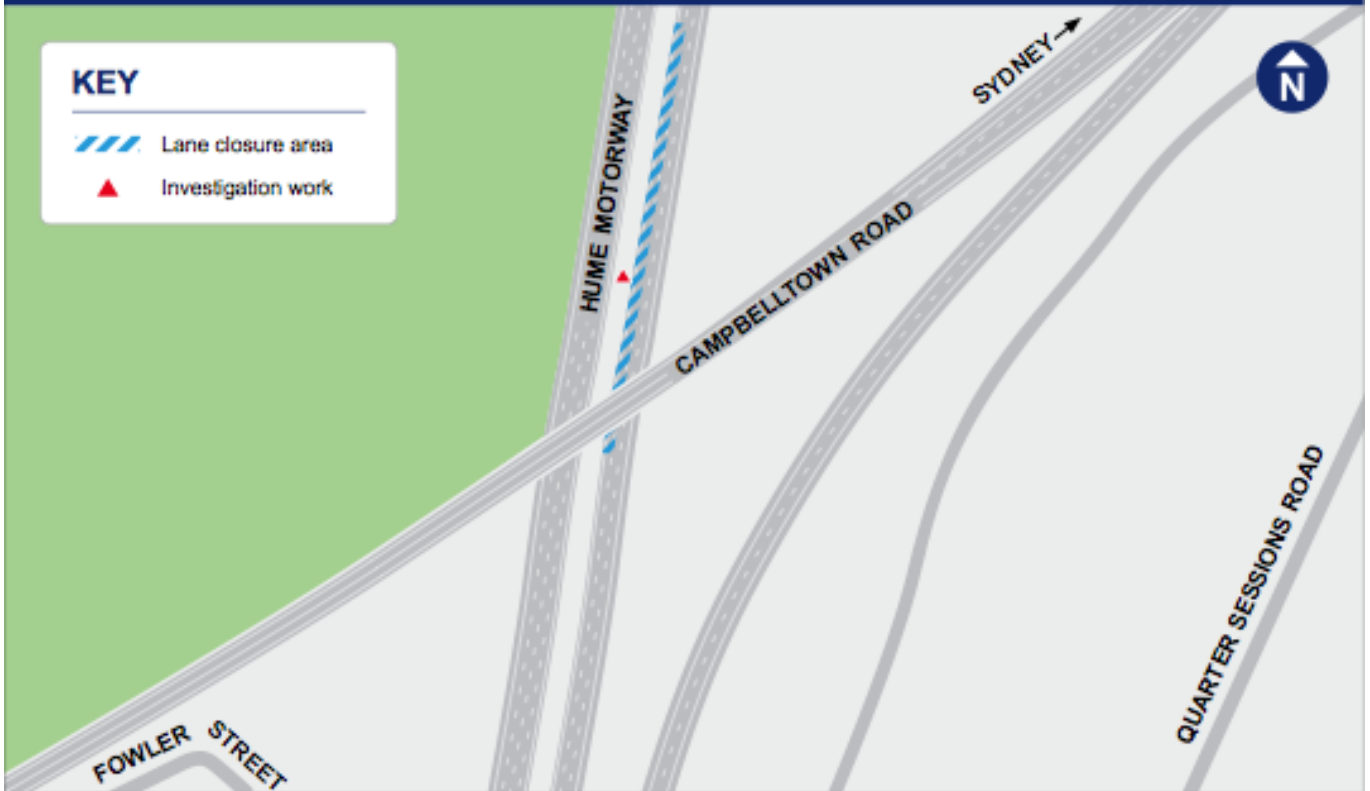 KEY
Lane closure area
Investigation work
HUME MOTORWAY
SYDNEY
N
CAMPBELLTOWN ROAD
QUARTER SESSIONS ROAD
FOWLER STREET